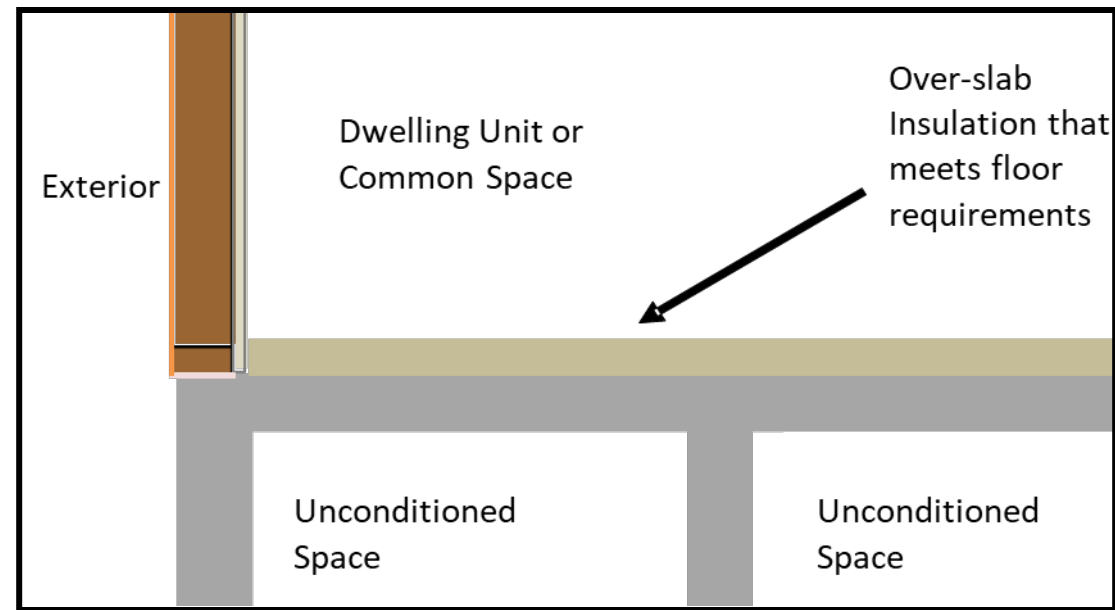 Exterior
Dwelling Unit or
Common Space
Over-slab
Insulation that
meets floor
requirements
Unconditioned
Space
Unconditioned
Space